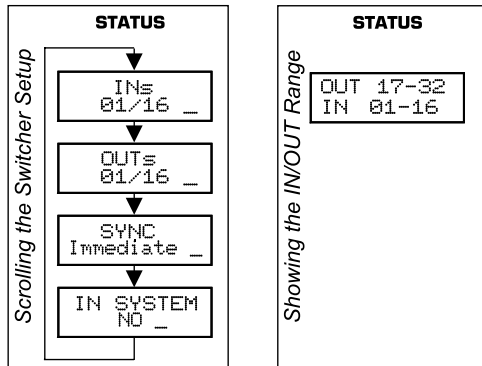 STATUS
Scrolling the Switcher Setup
INs
01/16 _
OUTs
01/16 _
SYNC
Immediate _
IN SYSTEM
NO _
STATUS
Showing the IN/OUT Range
OUT 17-32
IN 01-16